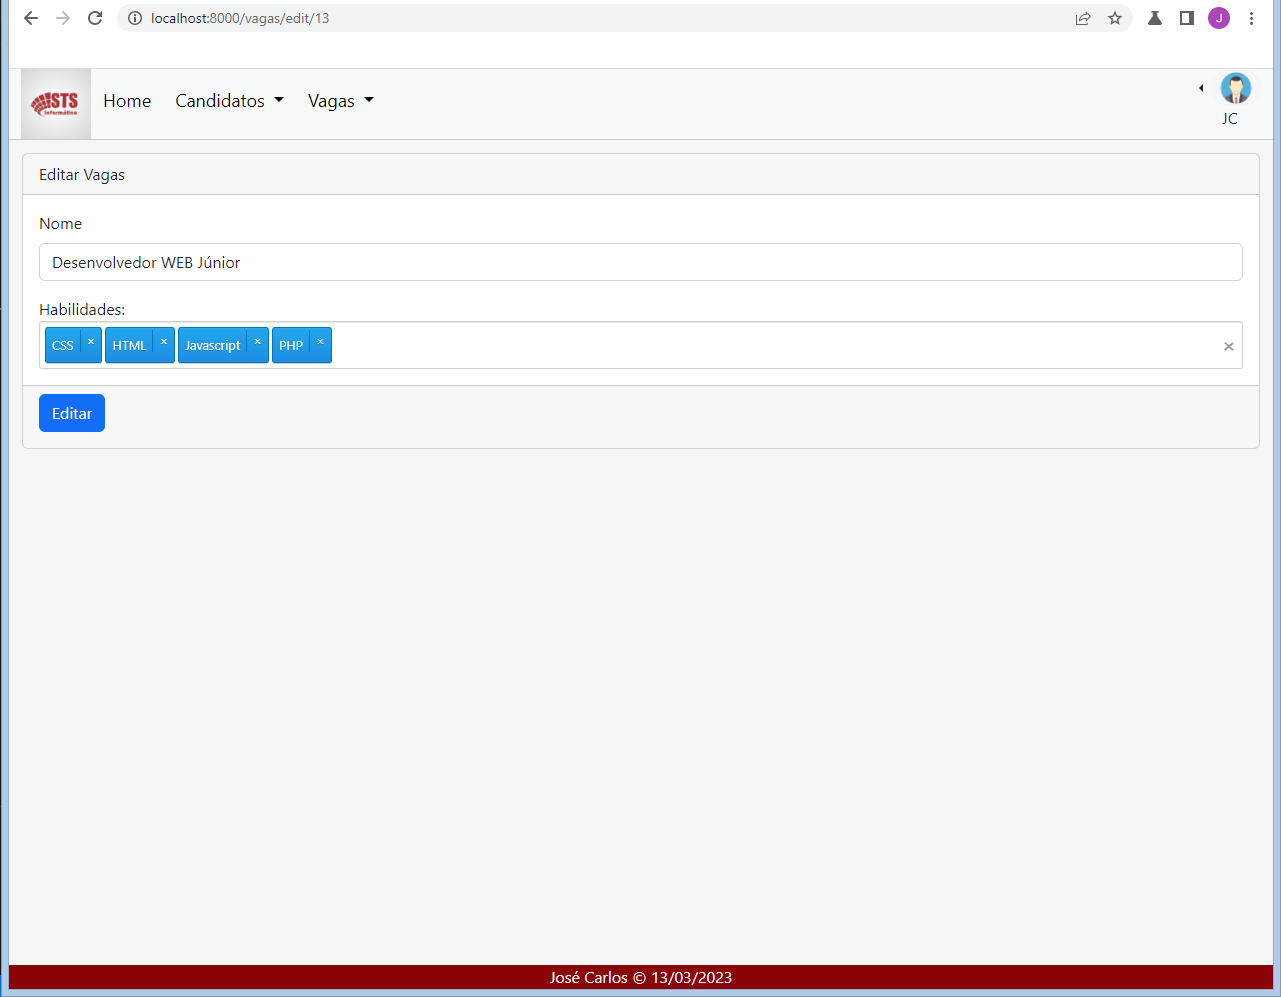 localhost:8000/vagas/edit/13
J
STS
Informática
Home
Candidatos
Vagas
JC
Editar Vagas
Nome
Desenvolvedor WEB Júnior
Habilidades:
CSS × HTML × Javascript × PHP × ×
Editar
José Carlos © 13/03/2023